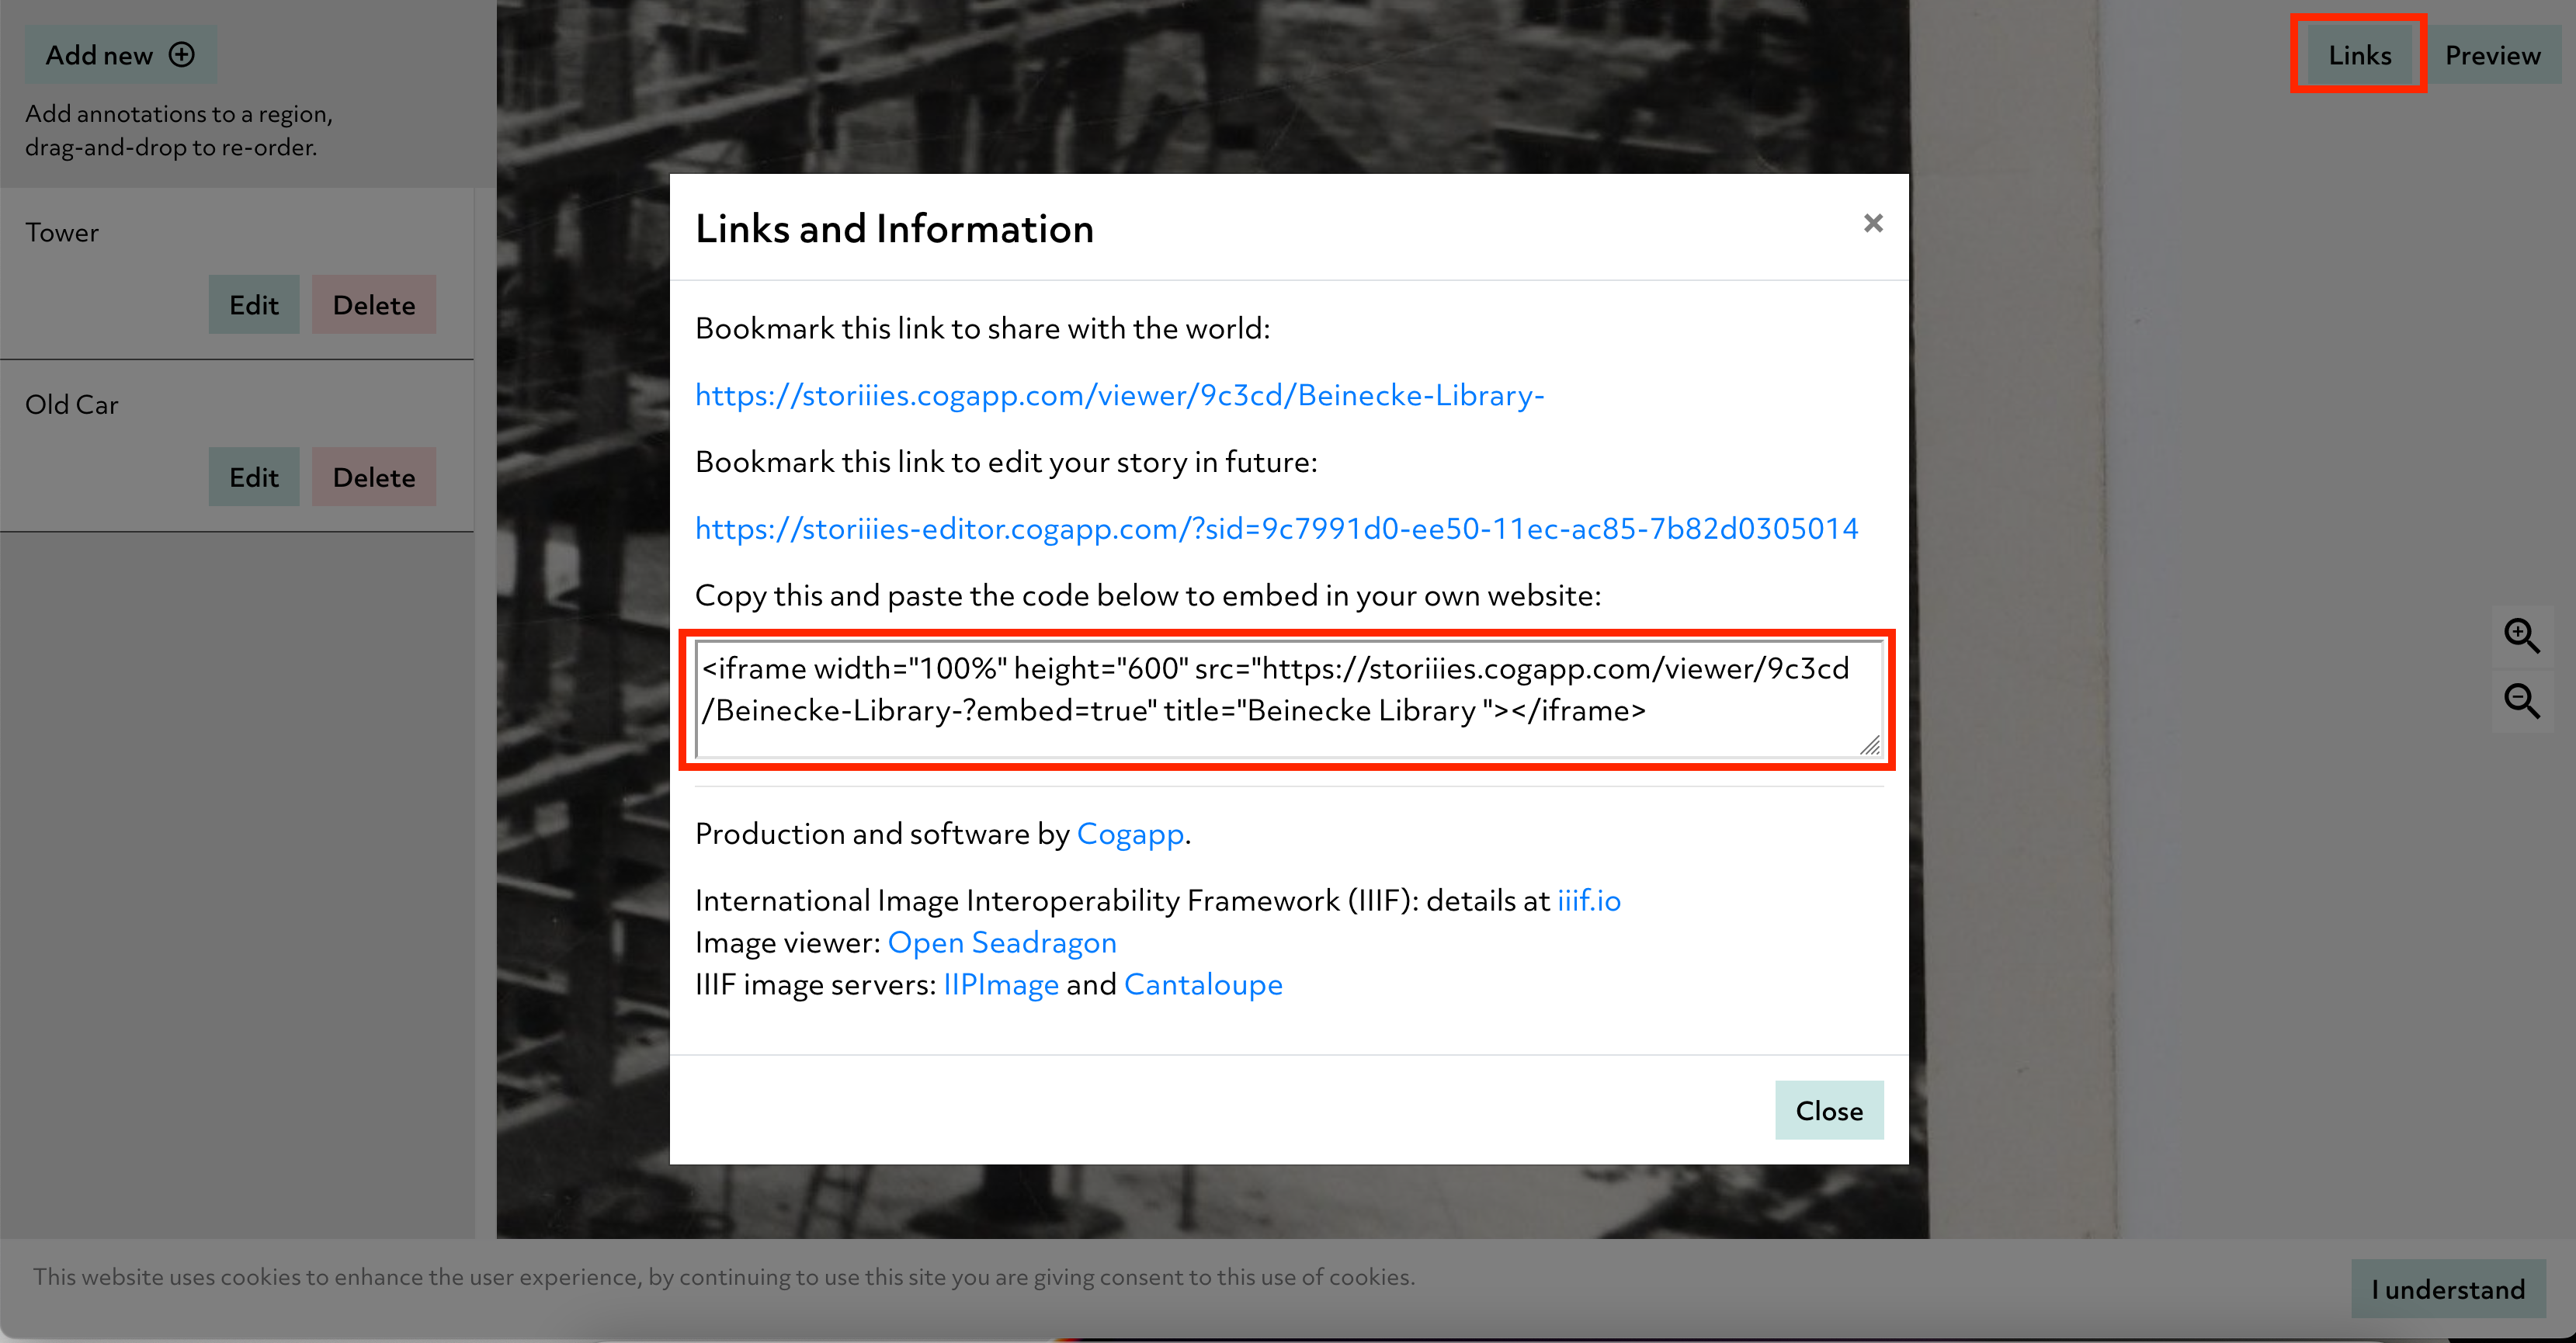 Add new
Add annotations to a region,
drag-and-drop to re-order.
Tower
Edit
Delete
Old Car
Edit
Delete
Links
Preview
Links and Information
×
Bookmark this link to share with the world:
https://storiiies.cogapp.com/viewer/9c3cd/Beinecke-Library-
Bookmark this link to edit your story in future:
https://storiiies-editor.cogapp.com/?sid=9c7991d0-ee50-11ec-ac85-7b82d0305014
Copy this and paste the code below to embed in your own website:
<iframe width="100%" height="600" src="https://storiiies.cogapp.com/viewer/9c3cd
/Beinecke-Library-?embed=true" title="Beinecke Library "></iframe>
Production and software by Cogapp.
International Image Interoperability Framework (IIIF): details at iiif.io
Image viewer: Open Seadragon
IIIF image servers: IIPImage and Cantaloupe
Close
This website uses cookies to enhance the user experience, by continuing to use this site you are giving consent to this use of cookies.
I understand